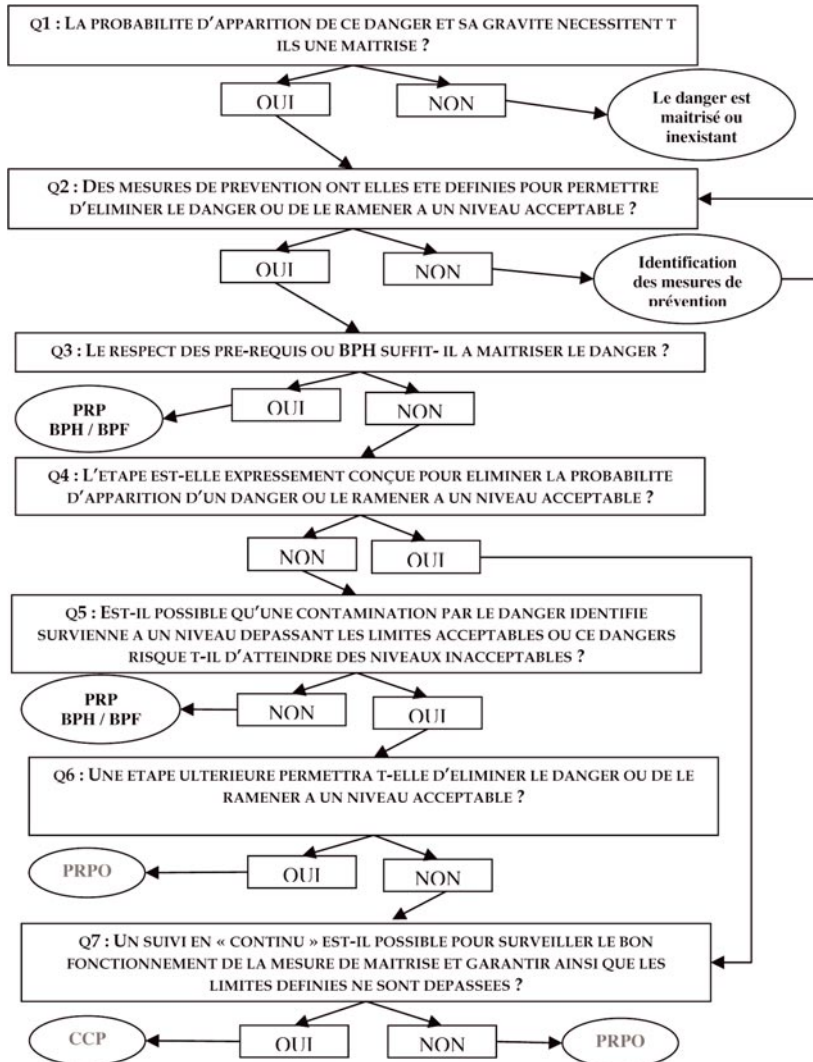 Q1 : LA PROBABILITE D'APPARITION DE CE DANGER ET SA GRAVITE NECESSITENT T
ILS UNE MAITRISE ?
OUI
NON
Le danger est
maitrisé ou
inexistant
Q2 : DES MESURES DE PREVENTION ONT ELLES ETE DEFINIES POUR PERMETTRE
D'ELIMINER LE DANGER OU DE LE RAMENER A UN NIVEAU ACCEPTABLE ?
OUI
NON
Identification
des mesures de
prévention
Q3 : LE RESPECT DES PRE-REQUIS OU BPH SUFFIT- IL A MAITRISER LE DANGER ?
PRP
BPH / BPF
OUI
NON
Q4 : L'ETAPE EST-ELLE EXPRESSEMENT CONÇUE POUR ELIMINER LA PROBABILITE
D'APPARITION D'UN DANGER OU LE RAMENER A UN NIVEAU ACCEPTABLE ?
NON
OUI
Q5 : EST-IL POSSIBLE QU'UNE CONTAMINATION PAR LE DANGER IDENTIFIE
SURVIENNE A UN NIVEAU DEPASSANT LES LIMITES ACCEPTABLES OU CE DANGERS
RISQUE T-IL D'ATTEINDRE DES NIVEAUX INACCEPTABLES ?
PRP
BPH / BPF
NON
OUI
Q6 : UNE ETAPE ULTERIEURE PERMETTRA T-ELLE D'ELIMINER LE DANGER OU DE LE
RAMENER A UN NIVEAU ACCEPTABLE ?
PRPO
OUI
NON
Q7 : UN SUIVI EN « CONTINU » EST-IL POSSIBLE POUR SURVEILLER LE BON
FONCTIONNEMENT DE LA MESURE DE MAITRISE ET GARANTIR AINSI QUE LES
LIMITES DEFINIES NE SONT DEPASSEES ?
CCP
OUI
NON
PRPO